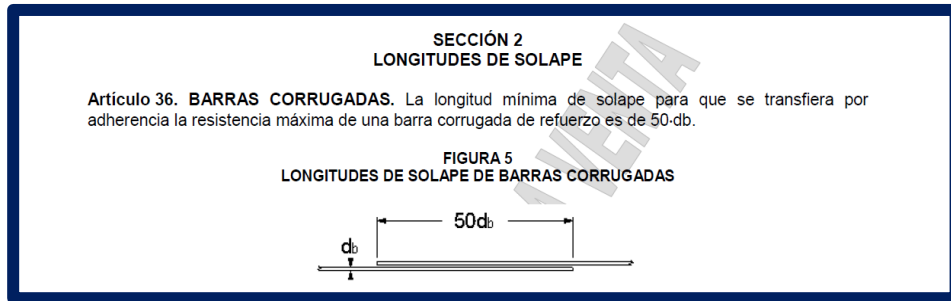 SECCIÓN 2
LONGITUDES DE SOLAPE
Artículo 36. BARRAS CORRUGADAS. La longitud mínima de solape para que se transfiera por
adherencia la resistencia máxima de una barra corrugada de refuerzo es de 50·db.
FIGURA 5
LONGITUDES DE SOLAPE DE BARRAS CORRUGADAS
50db
db
VENTA